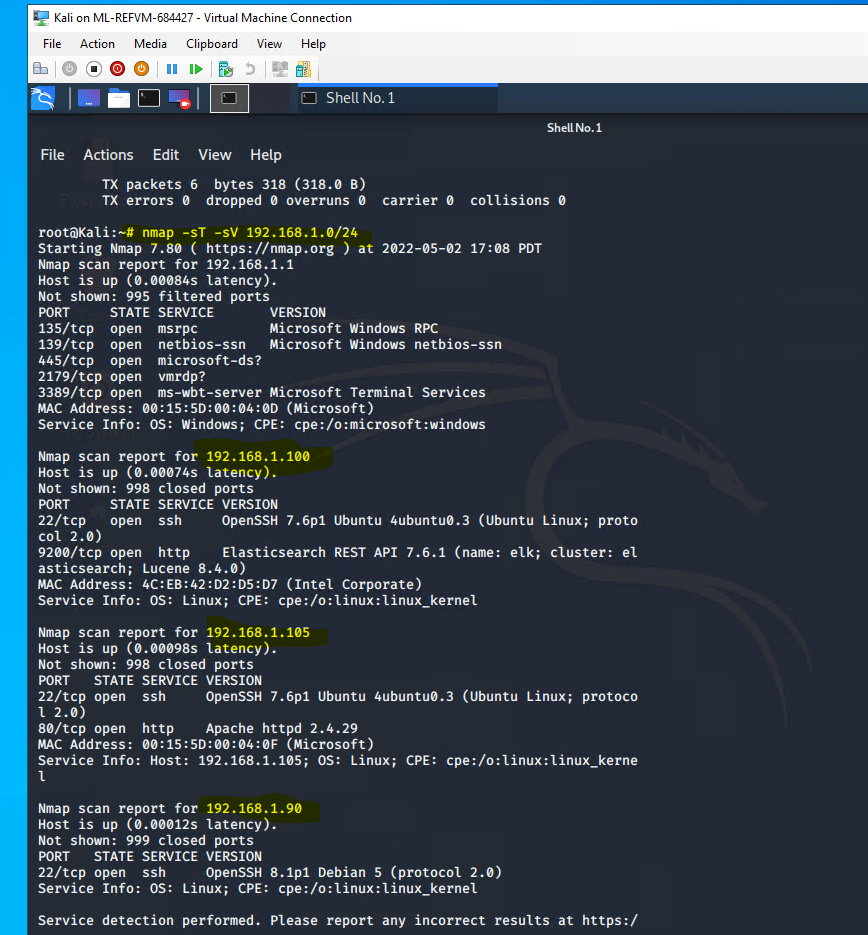 Kali on ML-REFVM-684427 - Virtual Machine Connection
File Action Media Clipboard View Help
Shell No. 1
Shell No. 1
File Actions Edit View Help
TX packets 6 bytes 318 (318.0 B)
TX errors 0 dropped 0 overruns 0 carrier 0 collisions 0
root@Kali:~# nmap -sT -sV 192.168.1.0/24
Starting Nmap 7.80 ( https://nmap.org ) at 2022-05-02 17:08 PDT
Nmap scan report for 192.168.1.1
Host is up (0.00084s latency).
Not shown: 995 filtered ports
PORT STATE SERVICE VERSION
135/tcp open msrpc Microsoft Windows RPC
139/tcp open netbios-ssn Microsoft Windows netbios-ssn
445/tcp open microsoft-ds?
2179/tcp open vmrdp?
3389/tcp open ms-wbt-server Microsoft Terminal Services
MAC Address: 00:15:5D:00:04:0D (Microsoft)
Service Info: OS: Windows; CPE: cpe:/o:microsoft:windows
Nmap scan report for 192.168.1.100
Host is up (0.00074s latency).
Not shown: 998 closed ports
PORT STATE SERVICE VERSION
22/tcp open ssh OpenSSH 7.6p1 Ubuntu 4ubuntu0.3 (Ubuntu Linux; proto
col 2.0)
9200/tcp open http Elasticsearch REST API 7.6.1 (name: elk; cluster: el
asticsearch; Lucene 8.4.0)
MAC Address: 4C:EB:42:D2:D5:D7 (Intel Corporate)
Service Info: OS: Linux; CPE: cpe:/o:linux:linux_kernel
Nmap scan report for 192.168.1.105
Host is up (0.00098s latency).
Not shown: 998 closed ports
PORT STATE SERVICE VERSION
22/tcp open ssh OpenSSH 7.6p1 Ubuntu 4ubuntu0.3 (Ubuntu Linux; protoco
l 2.0)
80/tcp open http Apache httpd 2.4.29
MAC Address: 00:15:5D:00:04:0F (Microsoft)
Service Info: Host: 192.168.1.105; OS: Linux; CPE: cpe:/o:linux:linux_kerne
l
Nmap scan report for 192.168.1.90
Host is up (0.00012s latency).
Not shown: 999 closed ports
PORT STATE SERVICE VERSION
22/tcp open ssh OpenSSH 8.1p1 Debian 5 (protocol 2.0)
Service Info: OS: Linux; CPE: cpe:/o:linux:linux_kernel
Service detection performed. Please report any incorrect results at https:/